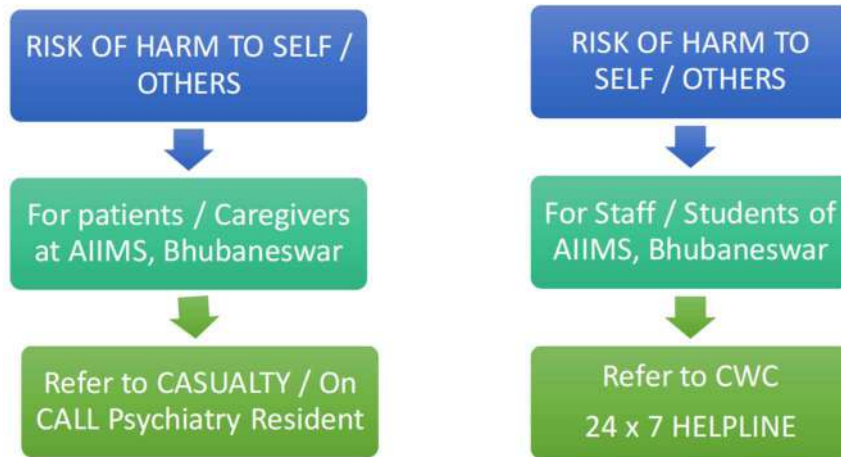 RISK OF HARM TO SELF /
OTHERS
For patients / Caregivers
at AIIMS, Bhubaneswar
Refer to CASUALTY / On
CALL Psychiatry Resident
RISK OF HARM TO
SELF / OTHERS
For Staff / Students of
AIIMS, Bhubaneswar
Refer to CWC
24 x 7 HELPLINE